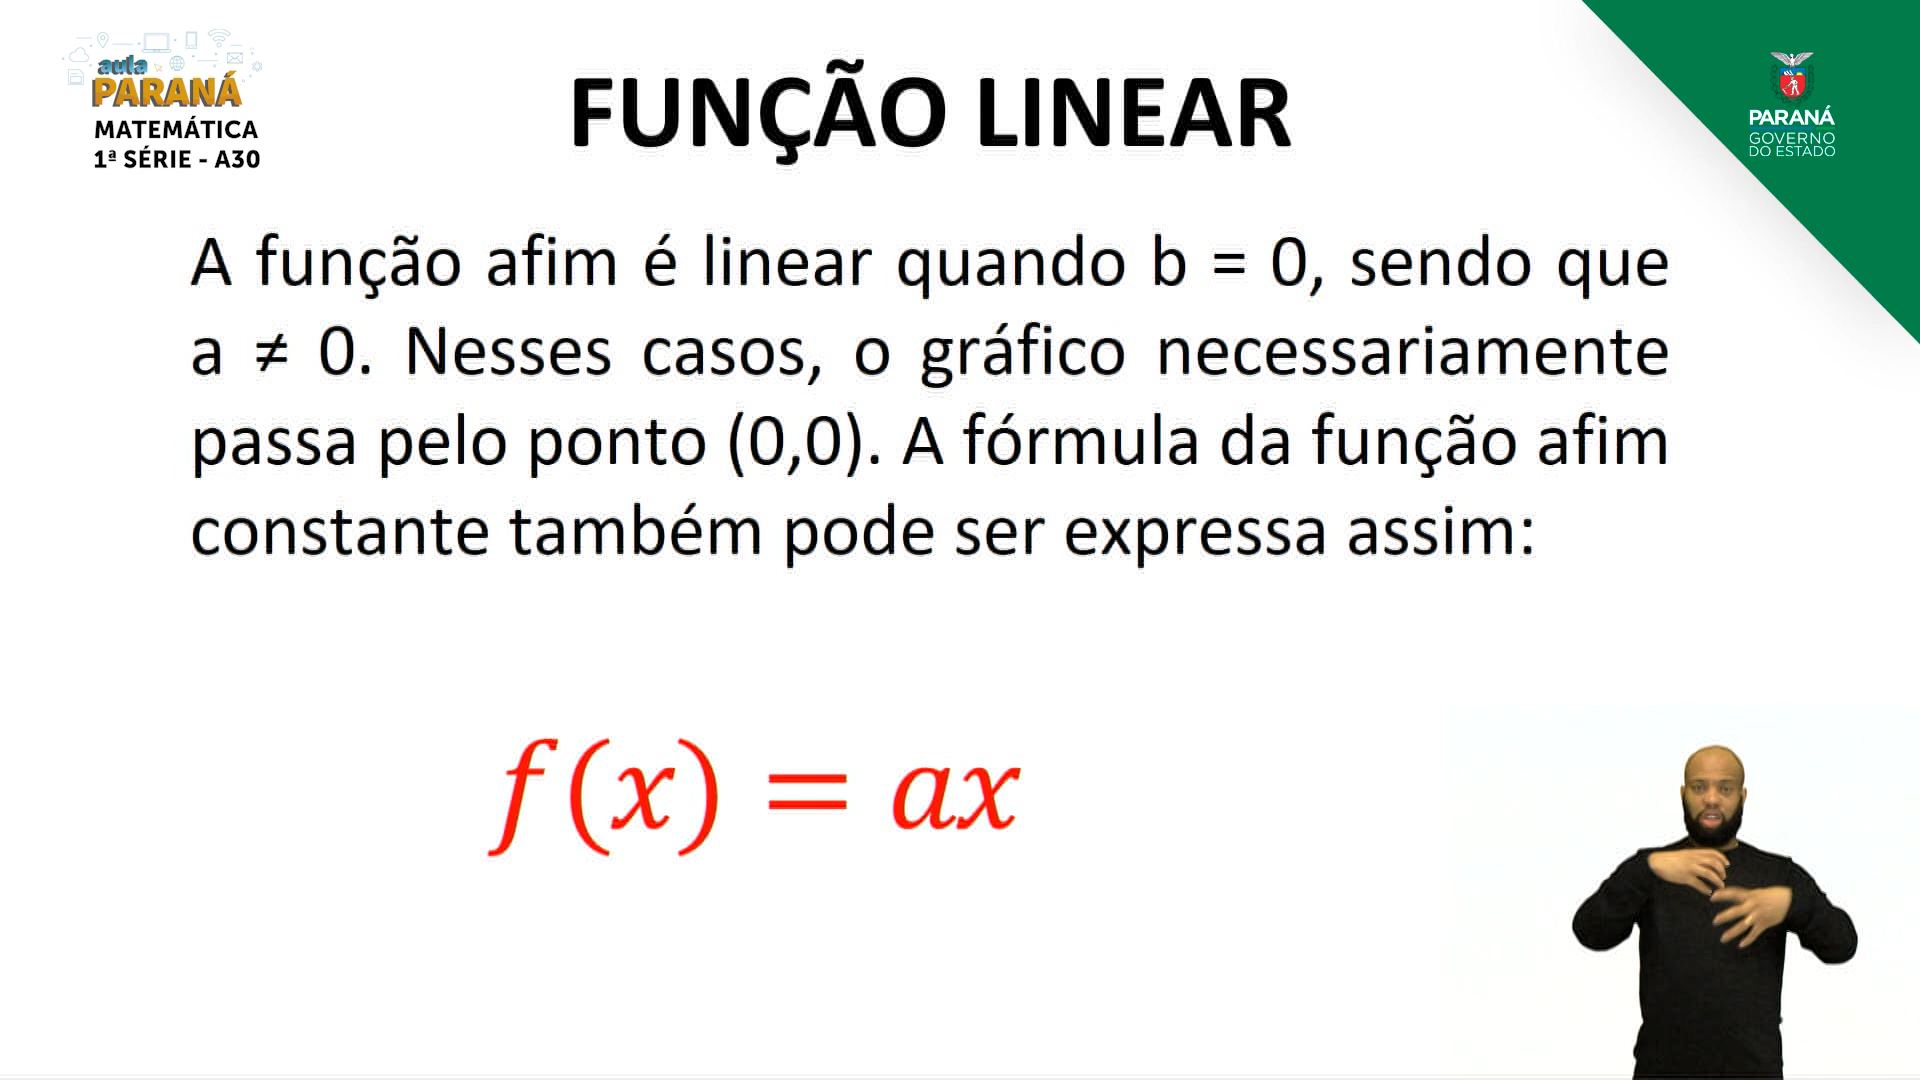 aula
PARANÁ
MATEMÁTICA
1ª SÉRIE - A30
FUNÇÃO LINEAR
PARANÁ
GOVERNO
DO ESTADO
A função afim é linear quando b = 0, sendo que
a ≠ 0. Nesses casos, o gráfico necessariamente
passa pelo ponto (0,0). A fórmula da função afim
constante também pode ser expressa assim:
f(x) = ax